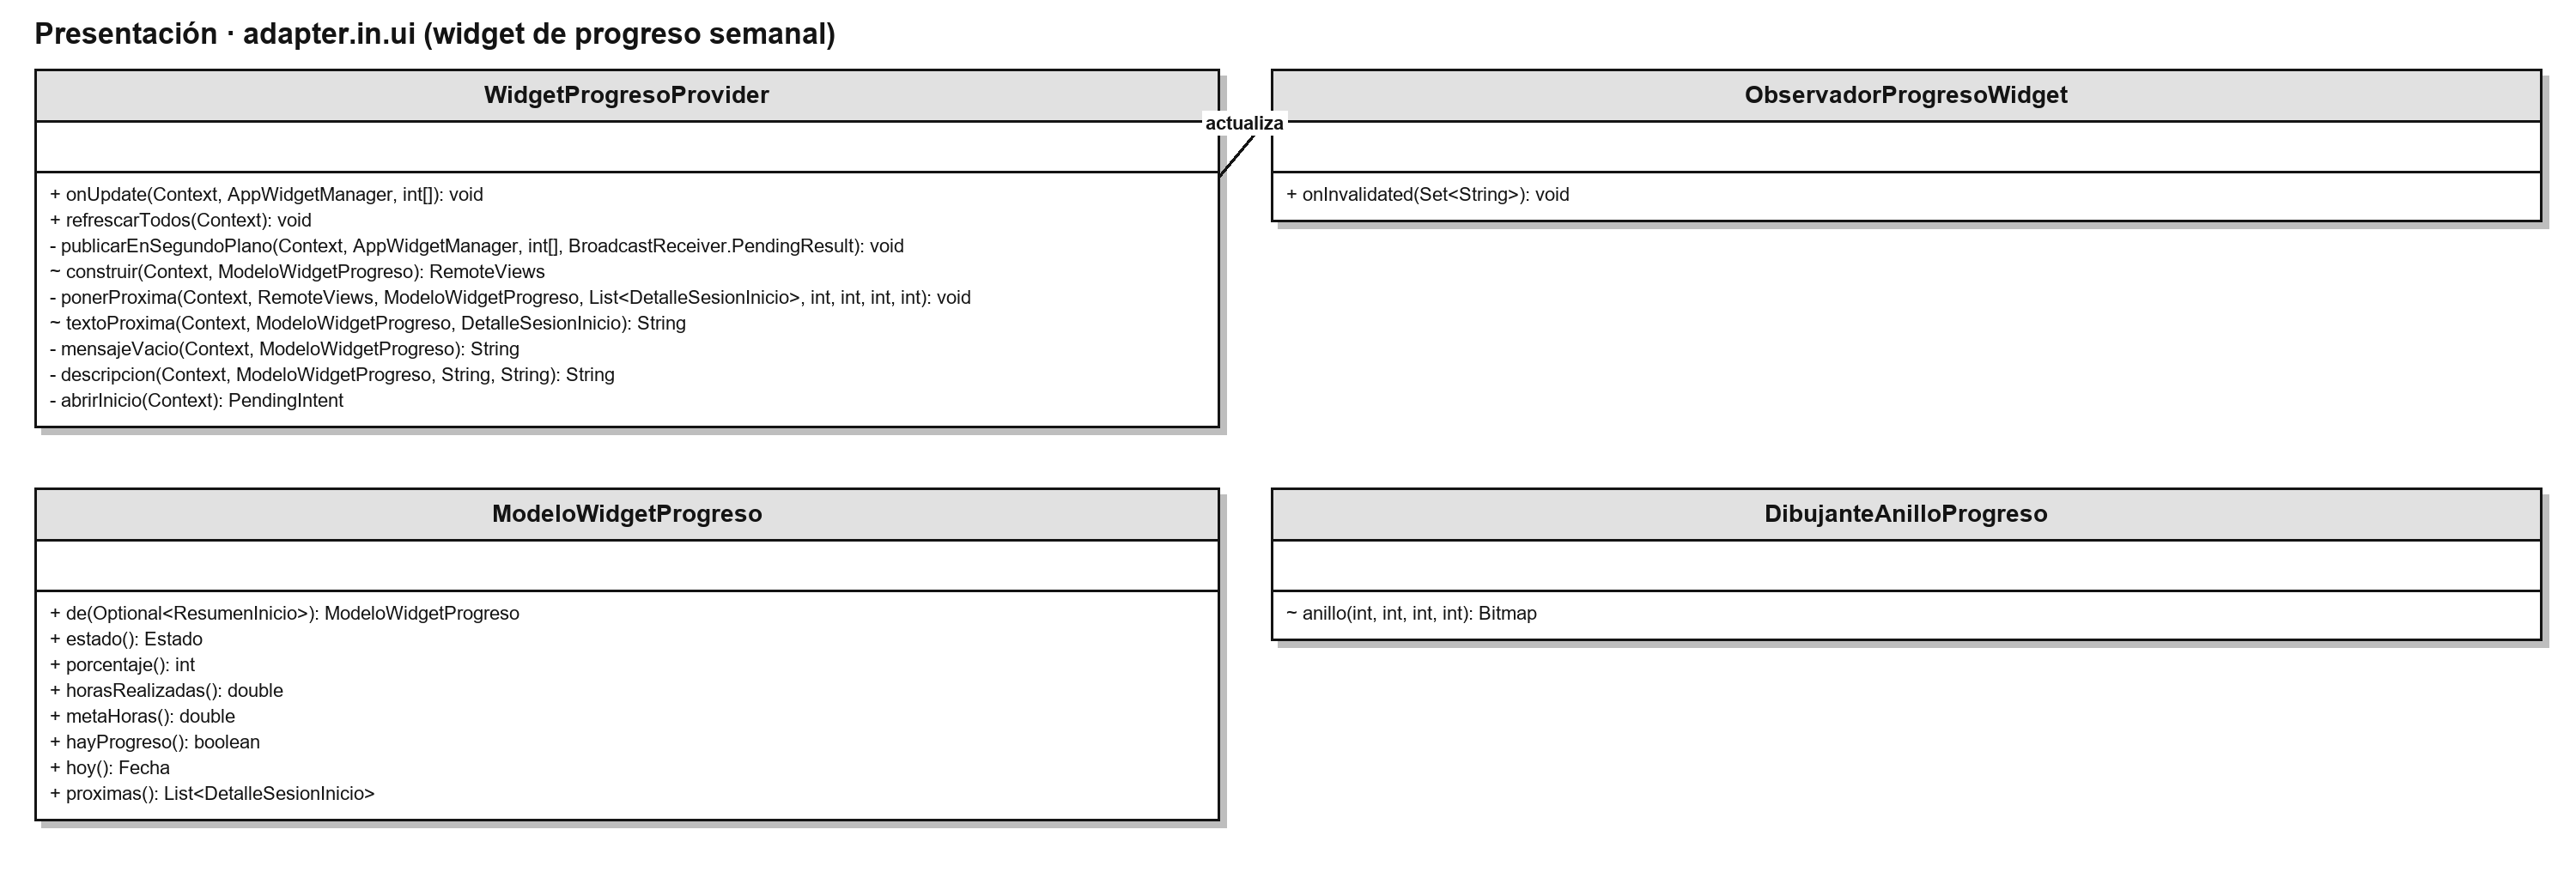 Presentación · adapter.in.ui (widget de progreso semanal)
WidgetProgresoProvider
+ onUpdate(Context, AppWidgetManager, int[]): void
+ refrescarTodos(Context): void
- publicarEnSegundoPlano(Context, AppWidgetManager, int[], BroadcastReceiver.PendingResult): void
~ construir(Context, ModeloWidgetProgreso): RemoteViews
- ponerProxima(Context, RemoteViews, ModeloWidgetProgreso, List<DetalleSesionInicio>, int, int, int, int): void
~ textoProxima(Context, ModeloWidgetProgreso, DetalleSesionInicio): String
- mensajeVacio(Context, ModeloWidgetProgreso): String
- descripcion(Context, ModeloWidgetProgreso, String, String): String
- abrirInicio(Context): PendingIntent
actualiza
ObservadorProgresoWidget
+ onInvalidated(Set<String>): void
ModeloWidgetProgreso
+ de(Optional<ResumenInicio>): ModeloWidgetProgreso
+ estado(): Estado
+ porcentaje(): int
+ horasRealizadas(): double
+ metaHoras(): double
+ hayProgreso(): boolean
+ hoy(): Fecha
+ proximas(): List<DetalleSesionInicio>
DibujanteAnilloProgreso
~ anillo(int, int, int, int): Bitmap